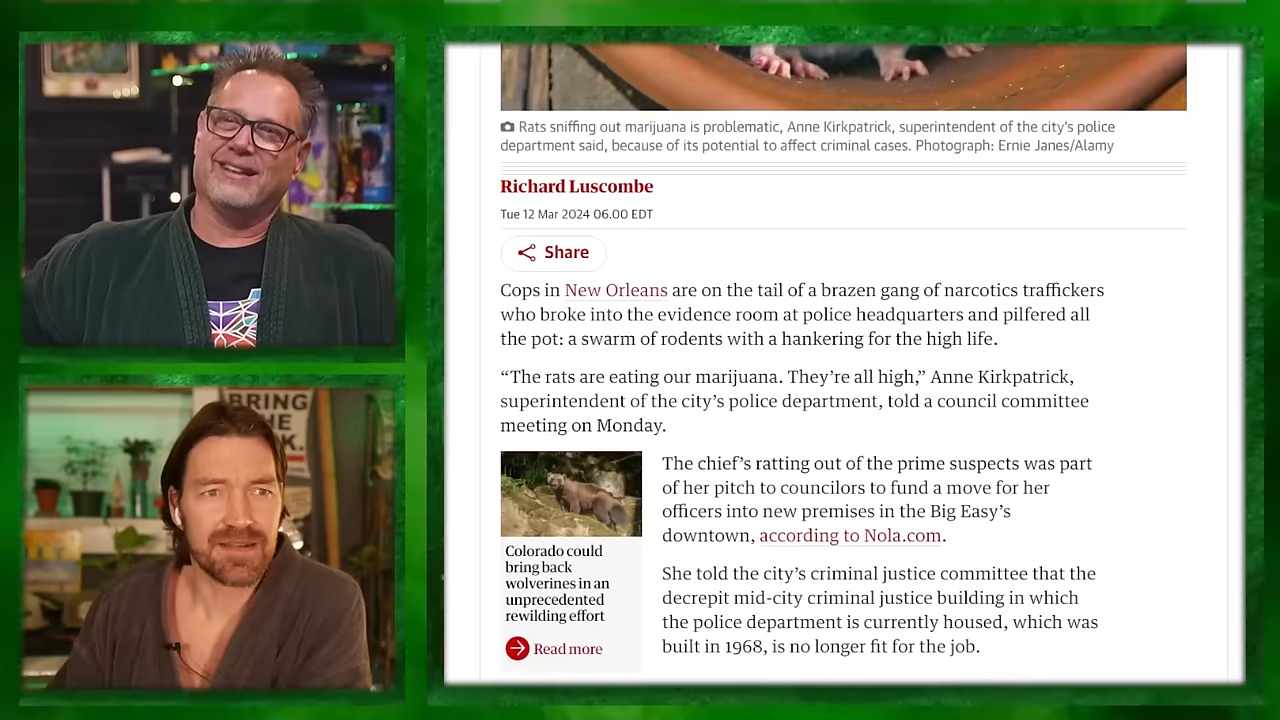 BRING
THE
K.
Rats sniffing out marijuana is problematic, Anne Kirkpatrick, superintendent of the city's police
department said, because of its potential to affect criminal cases. Photograph: Ernie Janes/Alamy
Richard Luscombe
Tue 12 Mar 2024 06.00 EDT
Share
Cops in New Orleans are on the tail of a brazen gang of narcotics traffickers
who broke into the evidence room at police headquarters and pilfered all
the pot: a swarm of rodents with a hankering for the high life.
“The rats are eating our marijuana. They’re all high,” Anne Kirkpatrick,
superintendent of the city’s police department, told a council committee
meeting on Monday.
Colorado could
bring back
wolverines in an
unprecedented
rewilding effort
Read more
The chief’s ratting out of the prime suspects was part
of her pitch to councilors to fund a move for her
officers into new premises in the Big Easy’s
downtown, according to Nola.com.
She told the city’s criminal justice committee that the
decrepit mid-city criminal justice building in which
the police department is currently housed, which was
built in 1968, is no longer fit for the job.